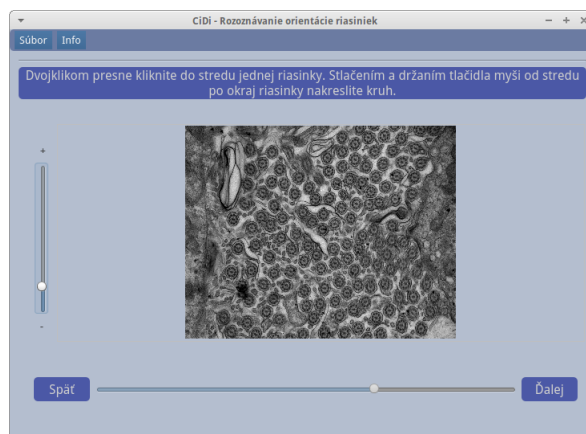 CiDi - Rozoznávanie orientácie riasiniek
Súbor Info
Dvojklikom presne kliknite do stredu jednej riasinky. Stlačením a držaním tlačidla myši od stredu
po okraj riasinky nakreslite kruh.
+
-
Späť Ďalej